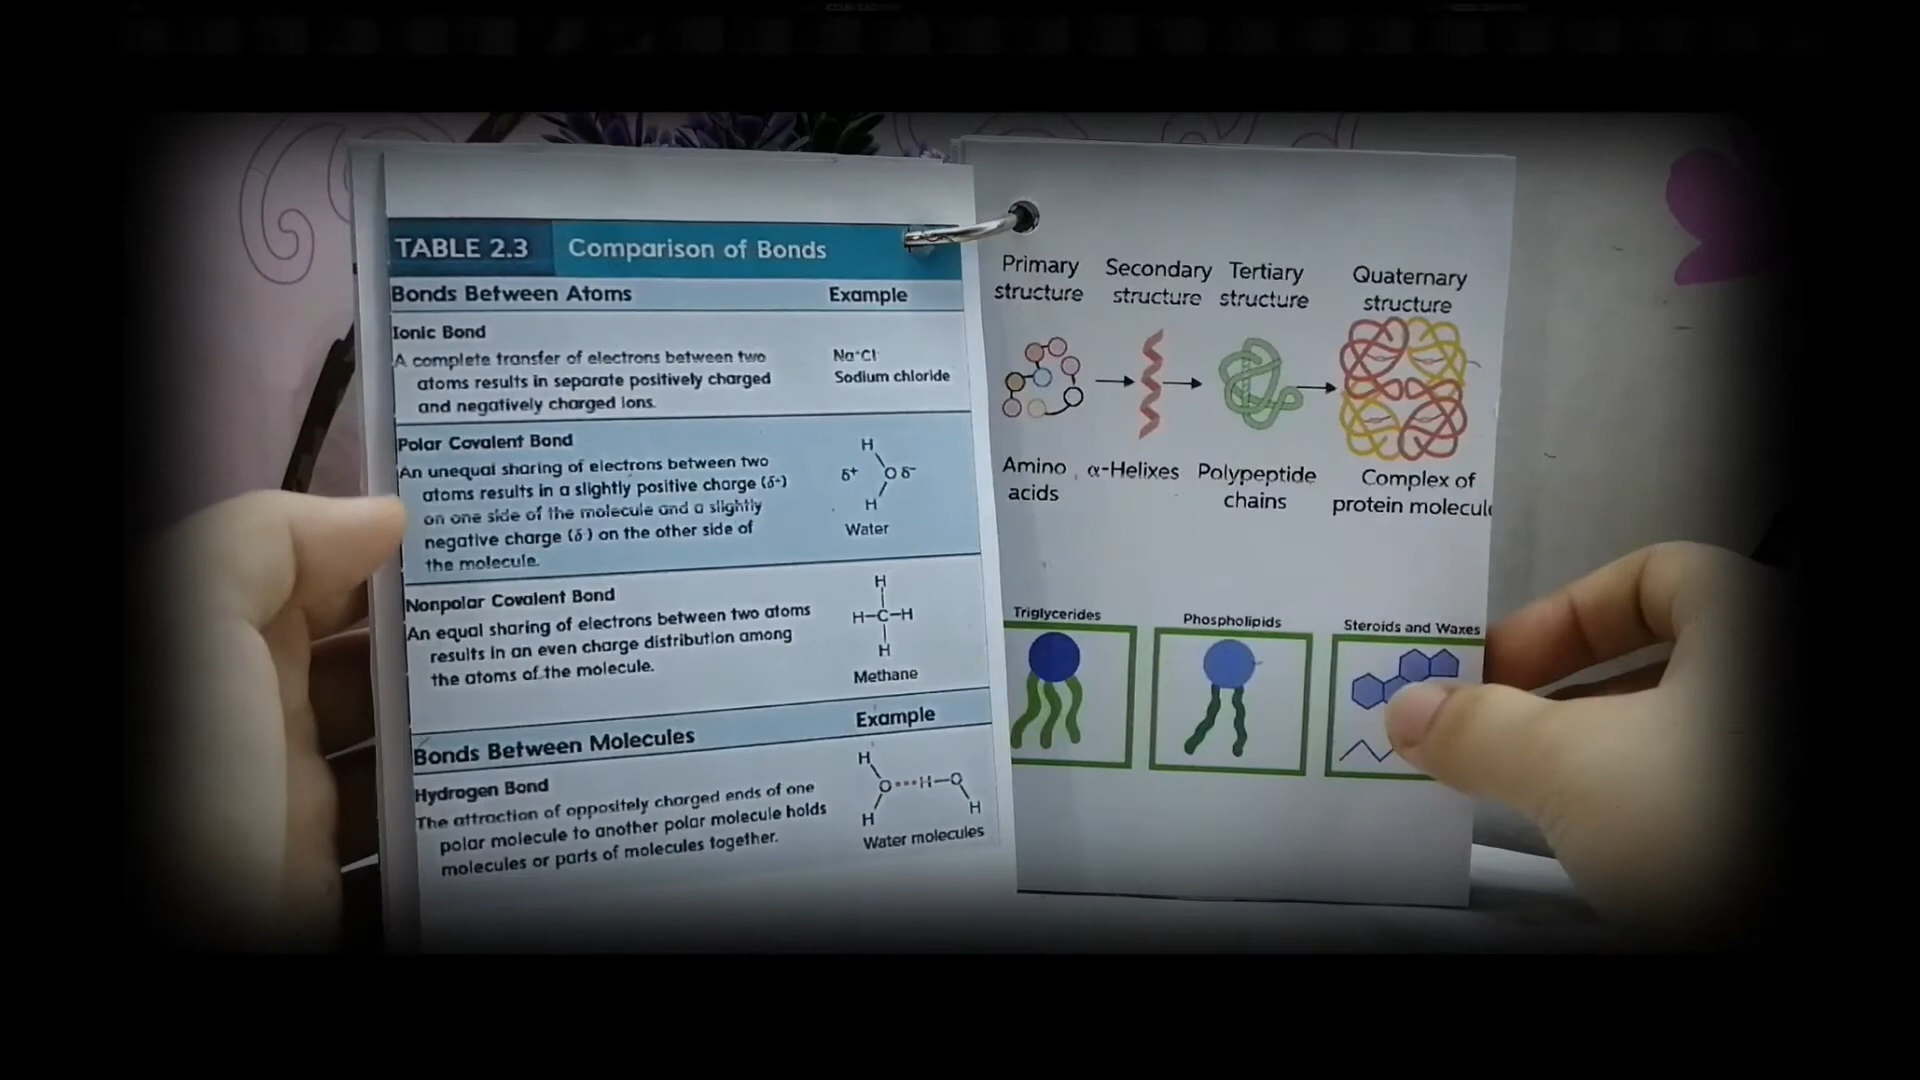 TABLE 2.3 Comparison of Bonds
Bonds Between Atoms Example
Ionic Bond
A complete transfer of electrons between two
atoms results in separate positively charged
and negatively charged ions.
Na⁺Cl⁻
Sodium chloride
Polar Covalent Bond
An unequal sharing of electrons between two
atoms results in a slightly positive charge (δ⁺)
on one side of the molecule and a slightly
negative charge (δ⁻) on the other side of
the molecule.
H
δ⁺ O δ⁻
H
Water
Nonpolar Covalent Bond
An equal sharing of electrons between two atoms
results in an even charge distribution among
the atoms of the molecule.
H
H-C-H
H
Methane
Bonds Between Molecules Example
Hydrogen Bond
The attraction of oppositely charged ends of one
polar molecule to another polar molecule holds
molecules or parts of molecules together.
H
O···H-O
H H
Water molecules
Primary
structure
Secondary
structure
Tertiary
structure
Quaternary
structure
Amino
acids
α-Helixes
Polypeptide
chains
Complex of
protein molecul
Triglycerides
Phospholipids
Steroids and Waxes